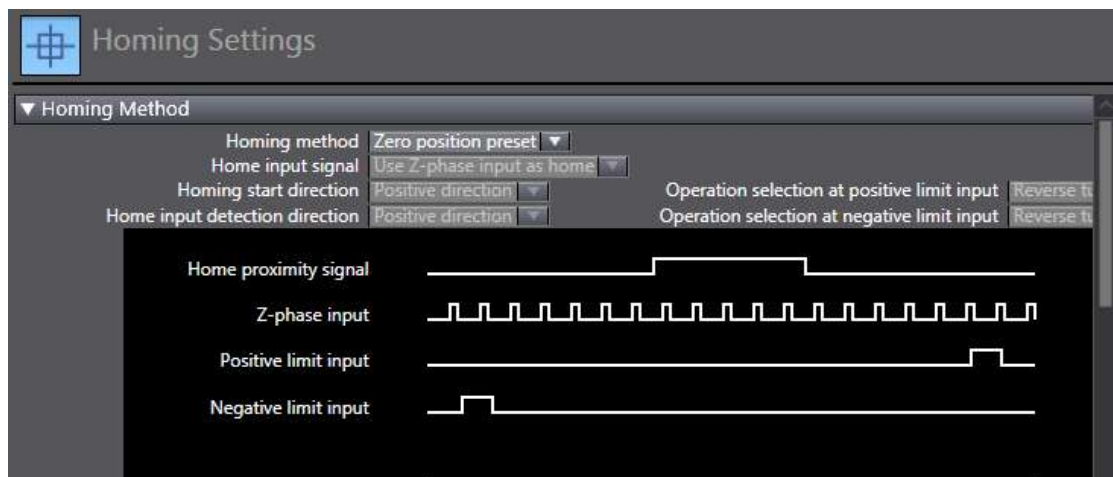 Homing Settings
Homing Method
Homing method Zero position preset
Home input signal Use Z-phase input as home
Homing start direction Positive direction Operation selection at positive limit input Reverse
Home input detection direction Positive direction Operation selection at negative limit input Reverse
Home proximity signal
Z-phase input
Positive limit input
Negative limit input